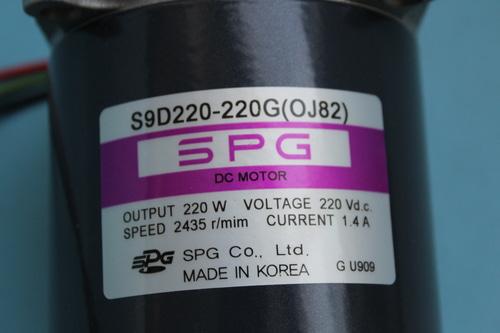 S9D220-220G(OJ82)
SPG
DC MOTOR
OUTPUT 220 W VOLTAGE 220 Vd.c.
SPEED 2435 r/mim CURRENT 1.4 A
SPG SPG Co., Ltd.
MADE IN KOREA G U909